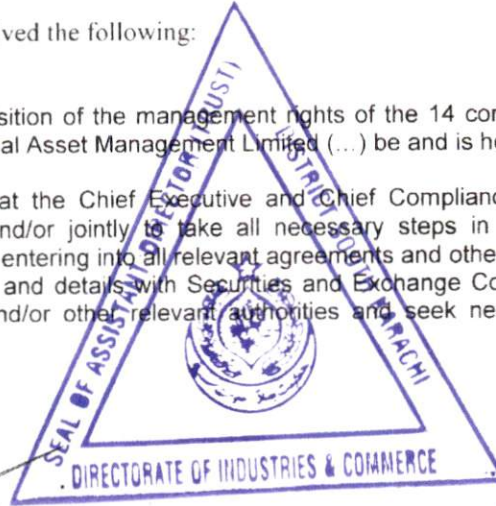 ved the following:
sition of the management rights of the 14 con
al Asset Management Limited (...) be and is he
at the Chief Executive and Chief Complianc
nd/or jointly to take all necessary steps in
entering into all relevant agreements and othe
and details with Securities and Exchange Co
nd/or other relevant authorities and seek ne
SEAL OF ASSISTANT DIRECTOR (TRUST)
DISTRICT SOUTH KARACHI
. DIRECTORATE OF INDUSTRIES & COMMERCE